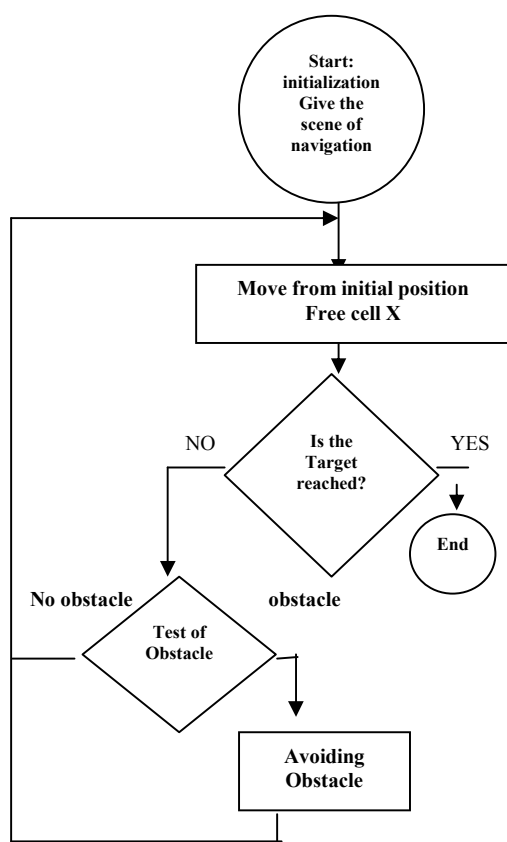 Start:
initialization
Give the
scene of
navigation
Move from initial position
Free cell X
Is the
Target
reached?
NO
YES
End
No obstacle
obstacle
Test of
Obstacle
Avoiding
Obstacle